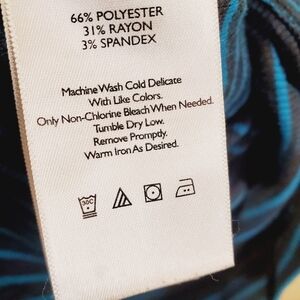 66% POLYESTER
31% RAYON
3% SPANDEX
Machine Wash Cold Delicate
With Like Colors.
Only Non-Chlorine Bleach When Needed.
Tumble Dry Low.
Remove Promptly.
Warm Iron As Desired.
30C